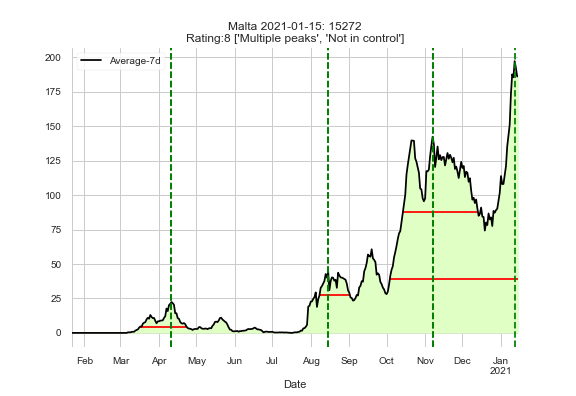 Malta 2021-01-15: 15272
Rating:8 ['Multiple peaks', 'Not in control']
Average-7d
200
175
150
125
100
75
50
25
0
Feb Mar Apr May Jun Jul Aug Sep Oct Nov Dec Jan
2021
Date